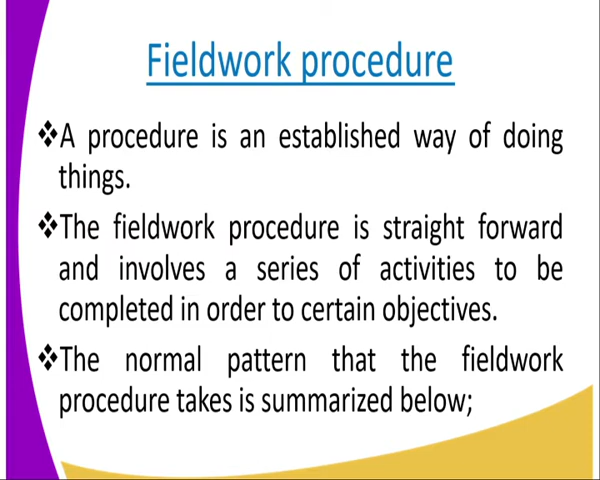 Fieldwork procedure
❖A procedure is an established way of doing
things.
❖The fieldwork procedure is straight forward
and involves a series of activities to be
completed in order to certain objectives.
❖The normal pattern that the fieldwork
procedure takes is summarized below;